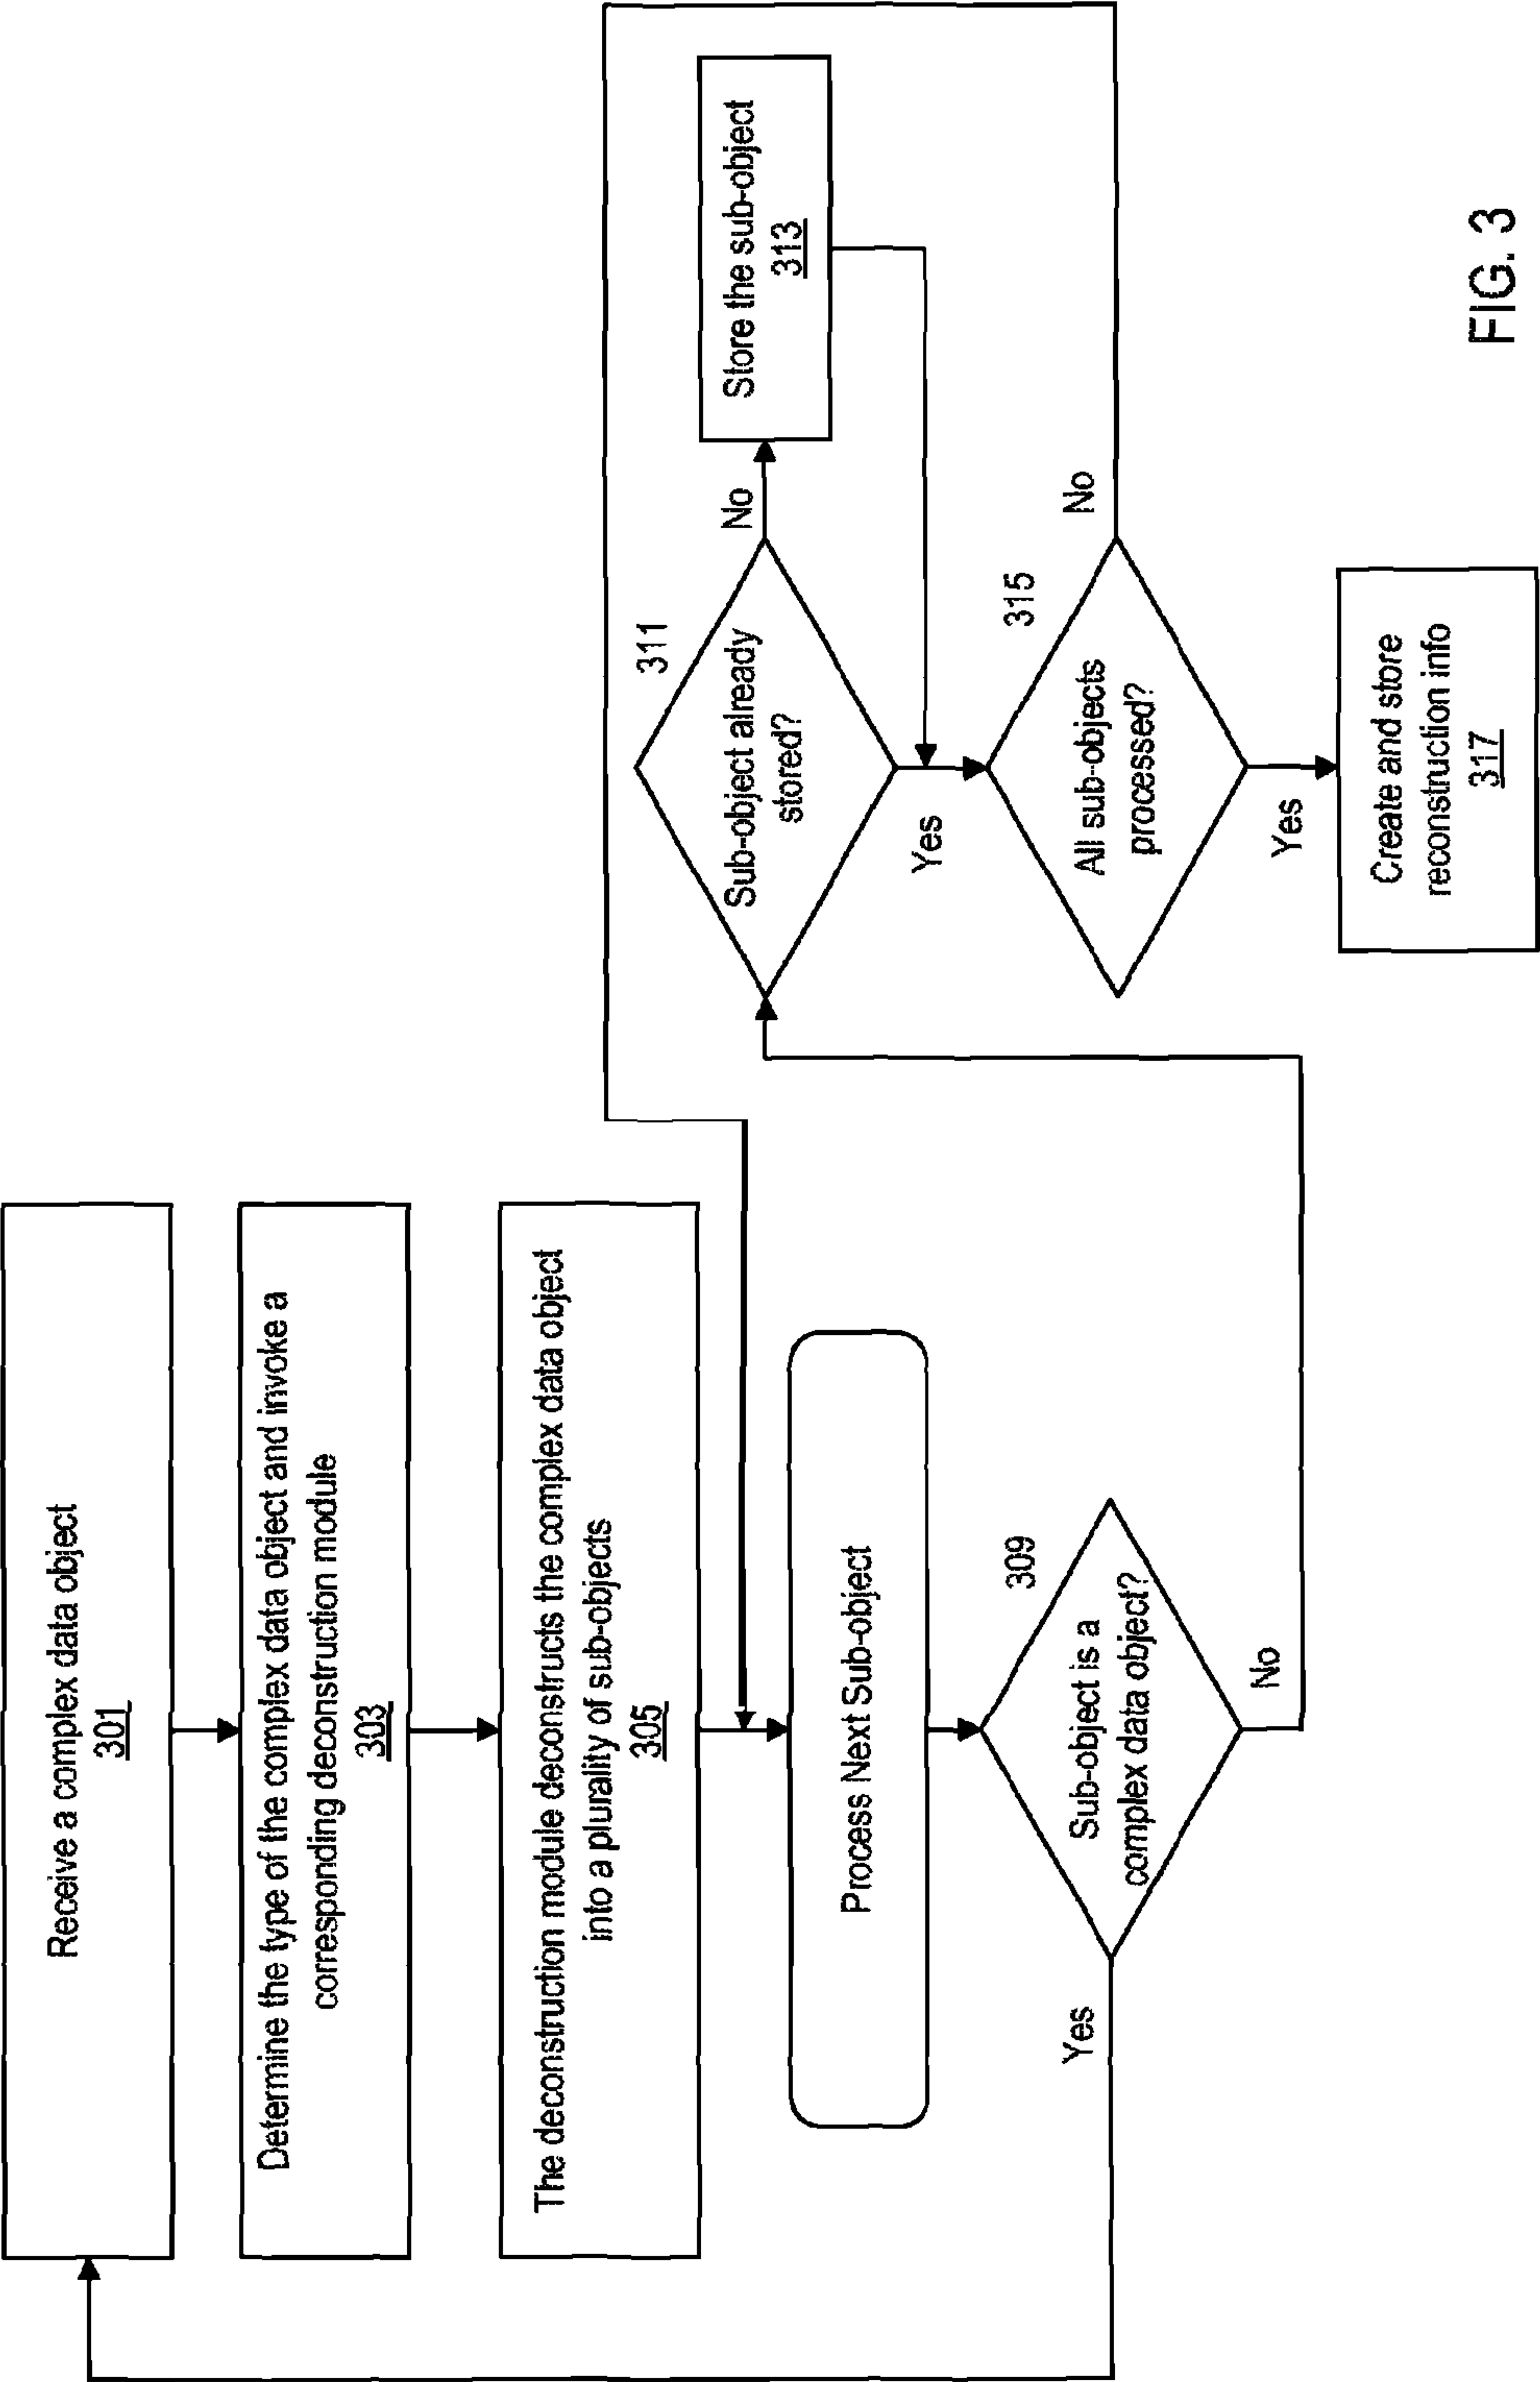 Receive a complex data object
301
Determine the type of the complex data object and invoke a
corresponding deconstruction module
303
The deconstruction module deconstructs the complex data object
into a plurality of sub-objects
305
Process Next Sub-object
309
Sub-object is a
complex data object?
Yes
No
311
Sub-object already
stored?
No
Yes
Store the sub-object
313
315
All sub-objects
processed?
No
Yes
Create and store
reconstruction info
317
FIG. 3